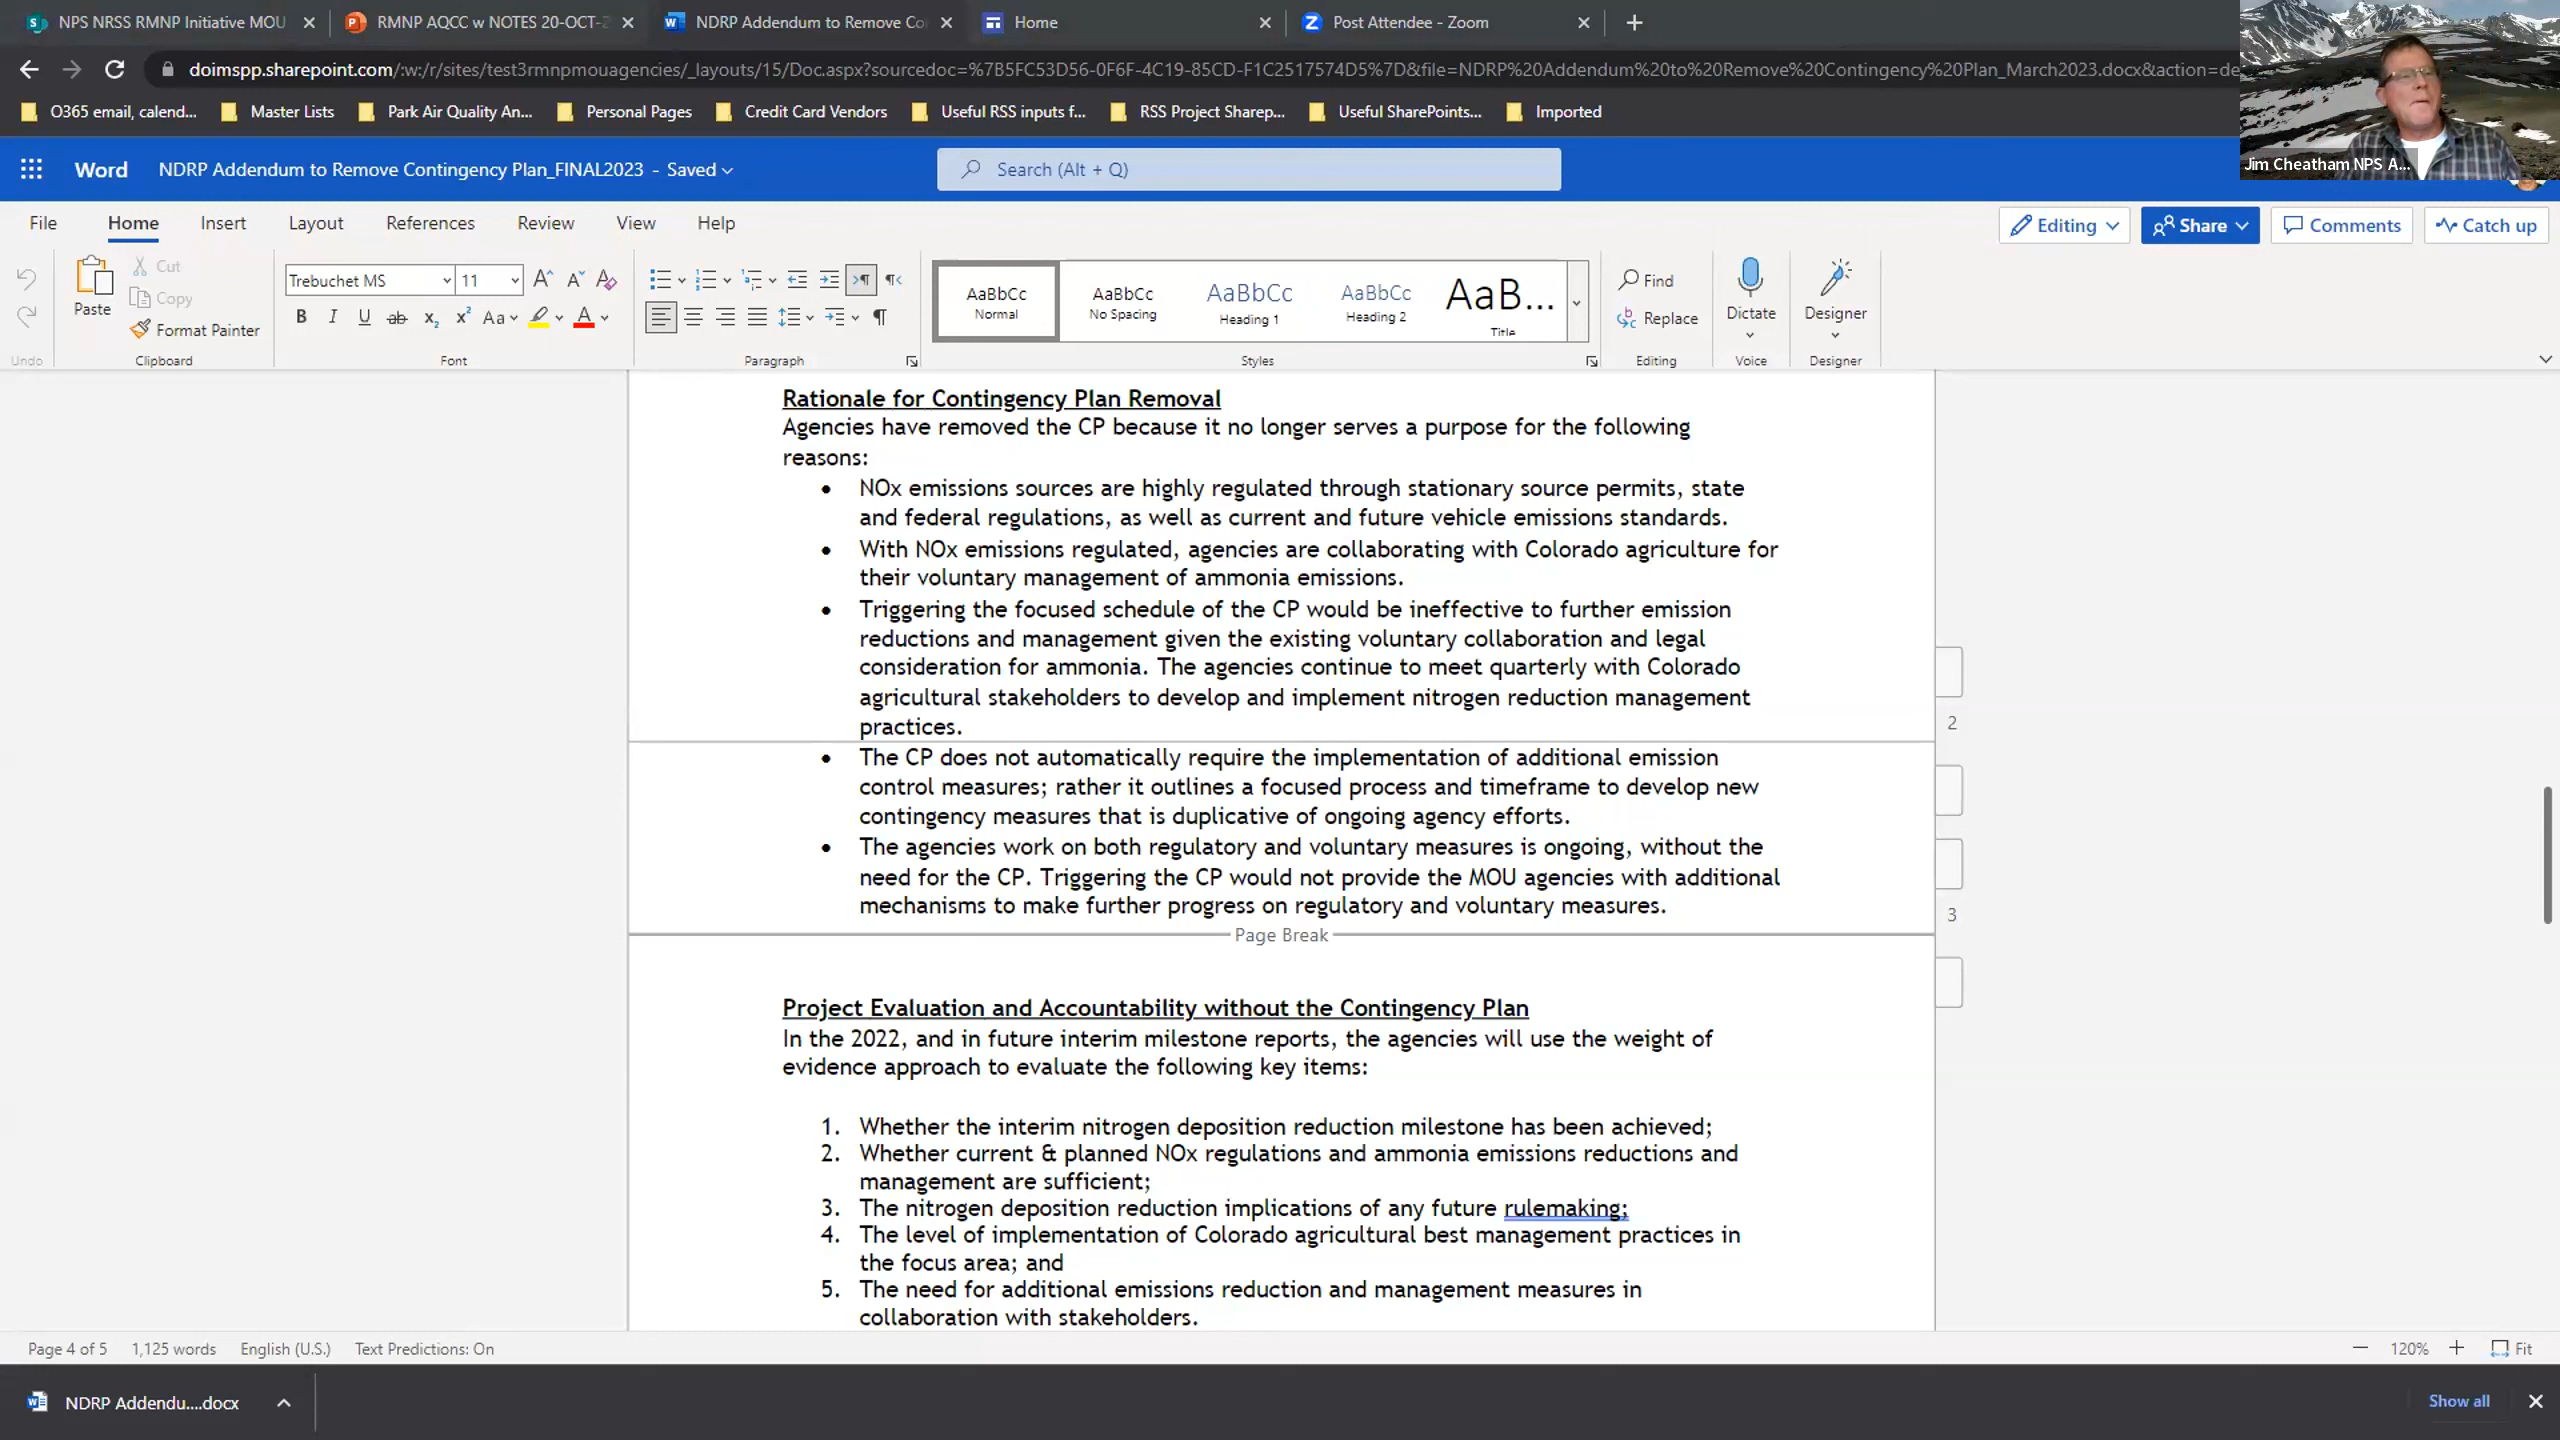 NPS NRSS RMNP Initiative MOU
RMNP AQCC w NOTES 20-OCT-2
NDRP Addendum to Remove Co
Home
Post Attendee - Zoom
doimspp.sharepoint.com/:w:/r/sites/test3rmnpmouagencies/_layouts/15/Doc.aspx?sourcedoc=%7B5FC53D56-0F6F-4C19-85CD-F1C2517574D5%7D&file=NDRP%20Addendum%20to%20Remove%20Contingency%20Plan_March2023.docx&action=de
O365 email, calend...
Master Lists
Park Air Quality An...
Personal Pages
Credit Card Vendors
Useful RSS inputs f...
RSS Project Sharep...
Useful SharePoints...
Imported
Jim Cheatham NPS A...
Word
NDRP Addendum to Remove Contingency Plan_FINAL2023 - Saved
Search (Alt + Q)
File
Home
Insert
Layout
References
Review
View
Help
Editing
Share
Comments
Catch up
Undo
Paste
Cut
Copy
Format Painter
Clipboard
Trebuchet MS
11
Font
Paragraph
AaBbCc
Normal
AaBbCc
No Spacing
AaBbCc
Heading 1
AaBbCc
Heading 2
AaB...
Title
Styles
Find
Replace
Editing
Dictate
Voice
Designer
Designer
Rationale for Contingency Plan Removal
Agencies have removed the CP because it no longer serves a purpose for the following
reasons:
• NOx emissions sources are highly regulated through stationary source permits, state
and federal regulations, as well as current and future vehicle emissions standards.
• With NOx emissions regulated, agencies are collaborating with Colorado agriculture for
their voluntary management of ammonia emissions.
• Triggering the focused schedule of the CP would be ineffective to further emission
reductions and management given the existing voluntary collaboration and legal
consideration for ammonia. The agencies continue to meet quarterly with Colorado
agricultural stakeholders to develop and implement nitrogen reduction management
practices.
2
• The CP does not automatically require the implementation of additional emission
control measures; rather it outlines a focused process and timeframe to develop new
contingency measures that is duplicative of ongoing agency efforts.
• The agencies work on both regulatory and voluntary measures is ongoing, without the
need for the CP. Triggering the CP would not provide the MOU agencies with additional
mechanisms to make further progress on regulatory and voluntary measures.
3
Page Break
Project Evaluation and Accountability without the Contingency Plan
In the 2022, and in future interim milestone reports, the agencies will use the weight of
evidence approach to evaluate the following key items:
1. Whether the interim nitrogen deposition reduction milestone has been achieved;
2. Whether current & planned NOx regulations and ammonia emissions reductions and
management are sufficient;
3. The nitrogen deposition reduction implications of any future rulemaking;
4. The level of implementation of Colorado agricultural best management practices in
the focus area; and
5. The need for additional emissions reduction and management measures in
collaboration with stakeholders.
Page 4 of 5
1,125 words
English (U.S.)
Text Predictions: On
120%
Fit
NDRP Addendu....docx
Show all